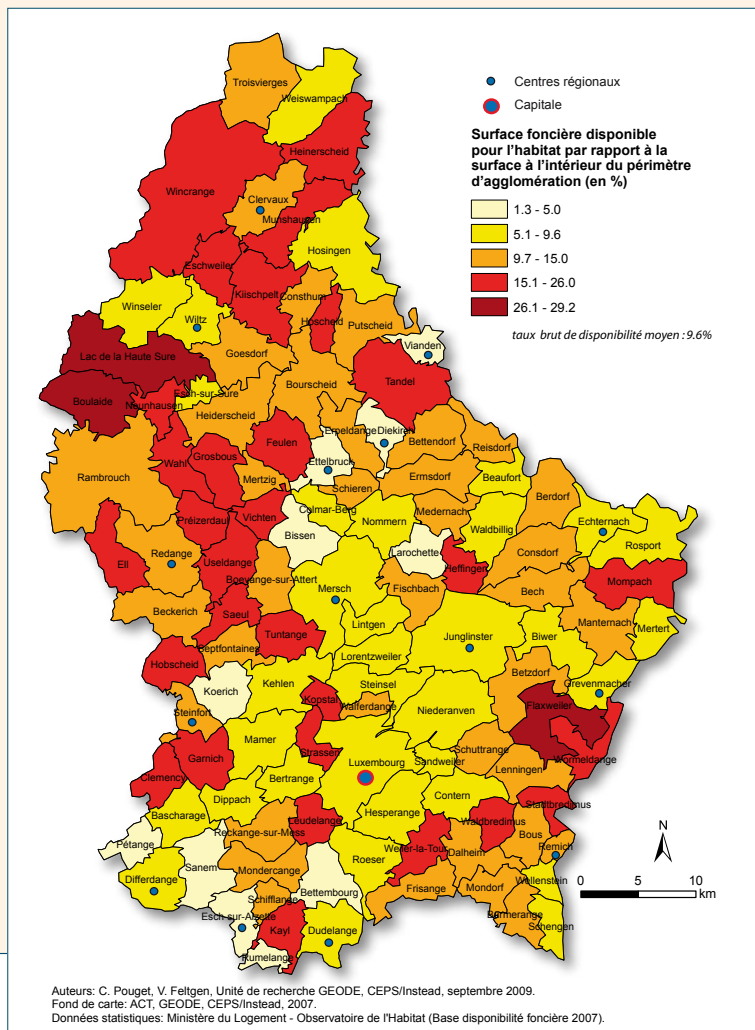 Troisvierges
Weiswampach
Centres régionaux
Capitale
Surface foncière disponible
pour l'habitat par rapport à la
surface à l'intérieur du périmètre
d'agglomération (en %)
1.3 - 5.0
5.1 - 9.6
9.7 - 15.0
15.1 - 26.0
26.1 - 29.2
taux brut de disponibilité moyen : 9.6%
Heinerscheid
Wincrange
Clervaux
Munshausen
Hosingen
Eschweiler
Kiischpelt
Consthum
Hoscheid
Putscheid
Winseler
Wiltz
Vianden
Goesdorf
Lac de la Haute Sure
Tandel
Bourscheid
Esch-sur-Sure
Boulaide
Neunhausen
Heiderscheid
Erpeldange
Diekirch
Bettendorf
Reisdorf
Feulen
Ettelbruck
Rambrouch
Wahl
Grosbous
Mertzig
Schieren
Ermsdorf
Beaufort
Berdorf
Colmar-Berg
Nommern
Medernach
Waldbillig
Echternach
Préizerdaul
Vichten
Bissen
Rosport
Larochette
Consdorf
Ell
Redange
Useldange
Heffingen
Mompach
Boevange-sur-Attert
Mersch
Fischbach
Bech
Beckerich
Saeul
Lintgen
Manternach
Mertert
Tuntange
Junglinster
Biwer
Septfontaines
Lorentzweiler
Hobscheid
Betzdorf
Koerich
Kehlen
Steinsel
Grevenmacher
Kopstal
Walferdange
Niederanven
Flaxweiler
Steinfort
Mamer
Strassen
Luxembourg
Sandweiler
Schuttrange
Wormeldange
Garnich
Lenningen
Clemency
Bertrange
Dippach
Contern
Stadtbredimus
Bascharage
Leudelange
Hesperange
Waldbredimus
Reckange-sur-Mess
Bous
Pétange
Weiler-la-Tour
Dalheim
Remich
Sanem
Roeser
Mondercange
Differdange
Bettembourg
Frisange
Mondorf
Wellenstein
Schifflange
Burmerange
Schengen
Esch-sur-Alzette
Kayl
Dudelange
Rumelange
N
0 5 10
km
Auteurs: C. Pouget, V. Feltgen, Unité de recherche GEODE, CEPS/Instead, septembre 2009.
Fond de carte: ACT, GEODE, CEPS/Instead, 2007.
Données statistiques: Ministère du Logement - Observatoire de l'Habitat (Base disponibilité foncière 2007).